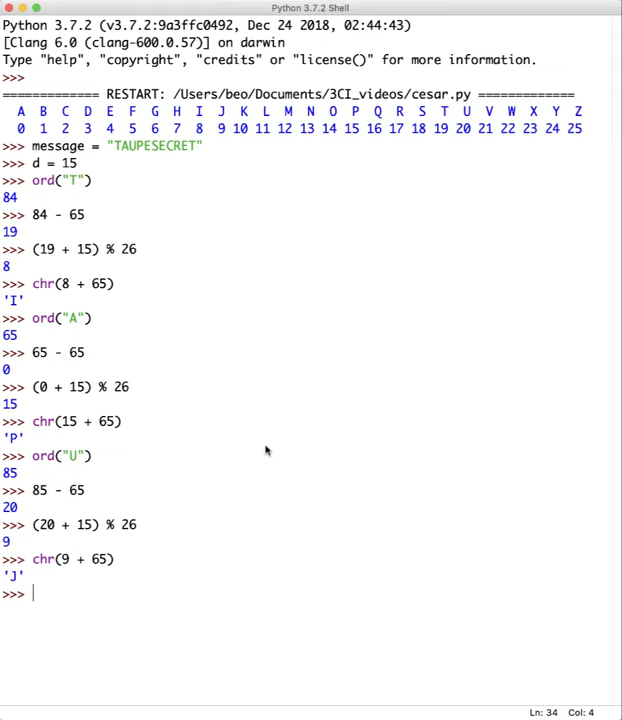 Python 3.7.2 Shell
Python 3.7.2 (v3.7.2:9a3ffc0492, Dec 24 2018, 02:44:43)
[Clang 6.0 (clang-600.0.57)] on darwin
Type "help", "copyright", "credits" or "license()" for more information.
>>>
============= RESTART: /Users/beo/Documents/3CI_videos/cesar.py =============
A B C D E F G H I J K L M N O P Q R S T U V W X Y Z
0 1 2 3 4 5 6 7 8 9 10 11 12 13 14 15 16 17 18 19 20 21 22 23 24 25
>>> message = "TAUPESECRET"
>>> d = 15
>>> ord("T")
84
>>> 84 - 65
19
>>> (19 + 15) % 26
8
>>> chr(8 + 65)
'I'
>>> ord("A")
65
>>> 65 - 65
0
>>> (0 + 15) % 26
15
>>> chr(15 + 65)
'P'
>>> ord("U")
85
>>> 85 - 65
20
>>> (20 + 15) % 26
9
>>> chr(9 + 65)
'J'
>>>
Ln: 34 Col: 4